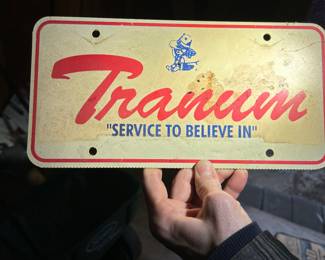 Tranum
"SERVICE TO BELIEVE IN"